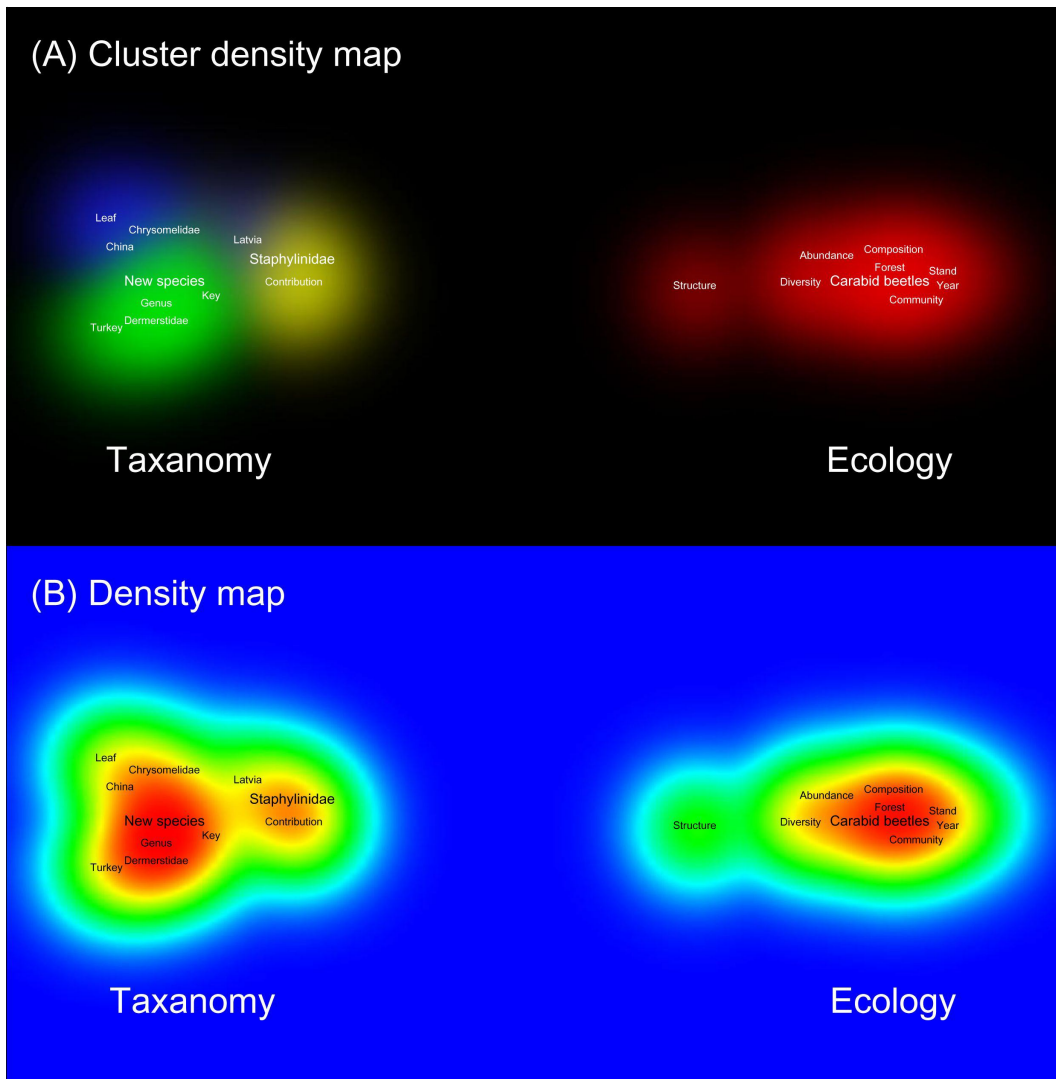 (A) Cluster density map
Leaf
Chrysomelidae
China
Latvia
Staphylinidae
New species
Contribution
Key
Genus
Dermerstidae
Turkey
Composition
Abundance
Forest
Stand
Structure
Diversity
Carabid beetles
Year
Community
Taxanomy
Ecology
(B) Density map
Leaf
Chrysomelidae
China
Latvia
Staphylinidae
New species
Contribution
Key
Genus
Dermerstidae
Turkey
Composition
Abundance
Forest
Stand
Structure
Diversity
Carabid beetles
Year
Community
Taxanomy
Ecology